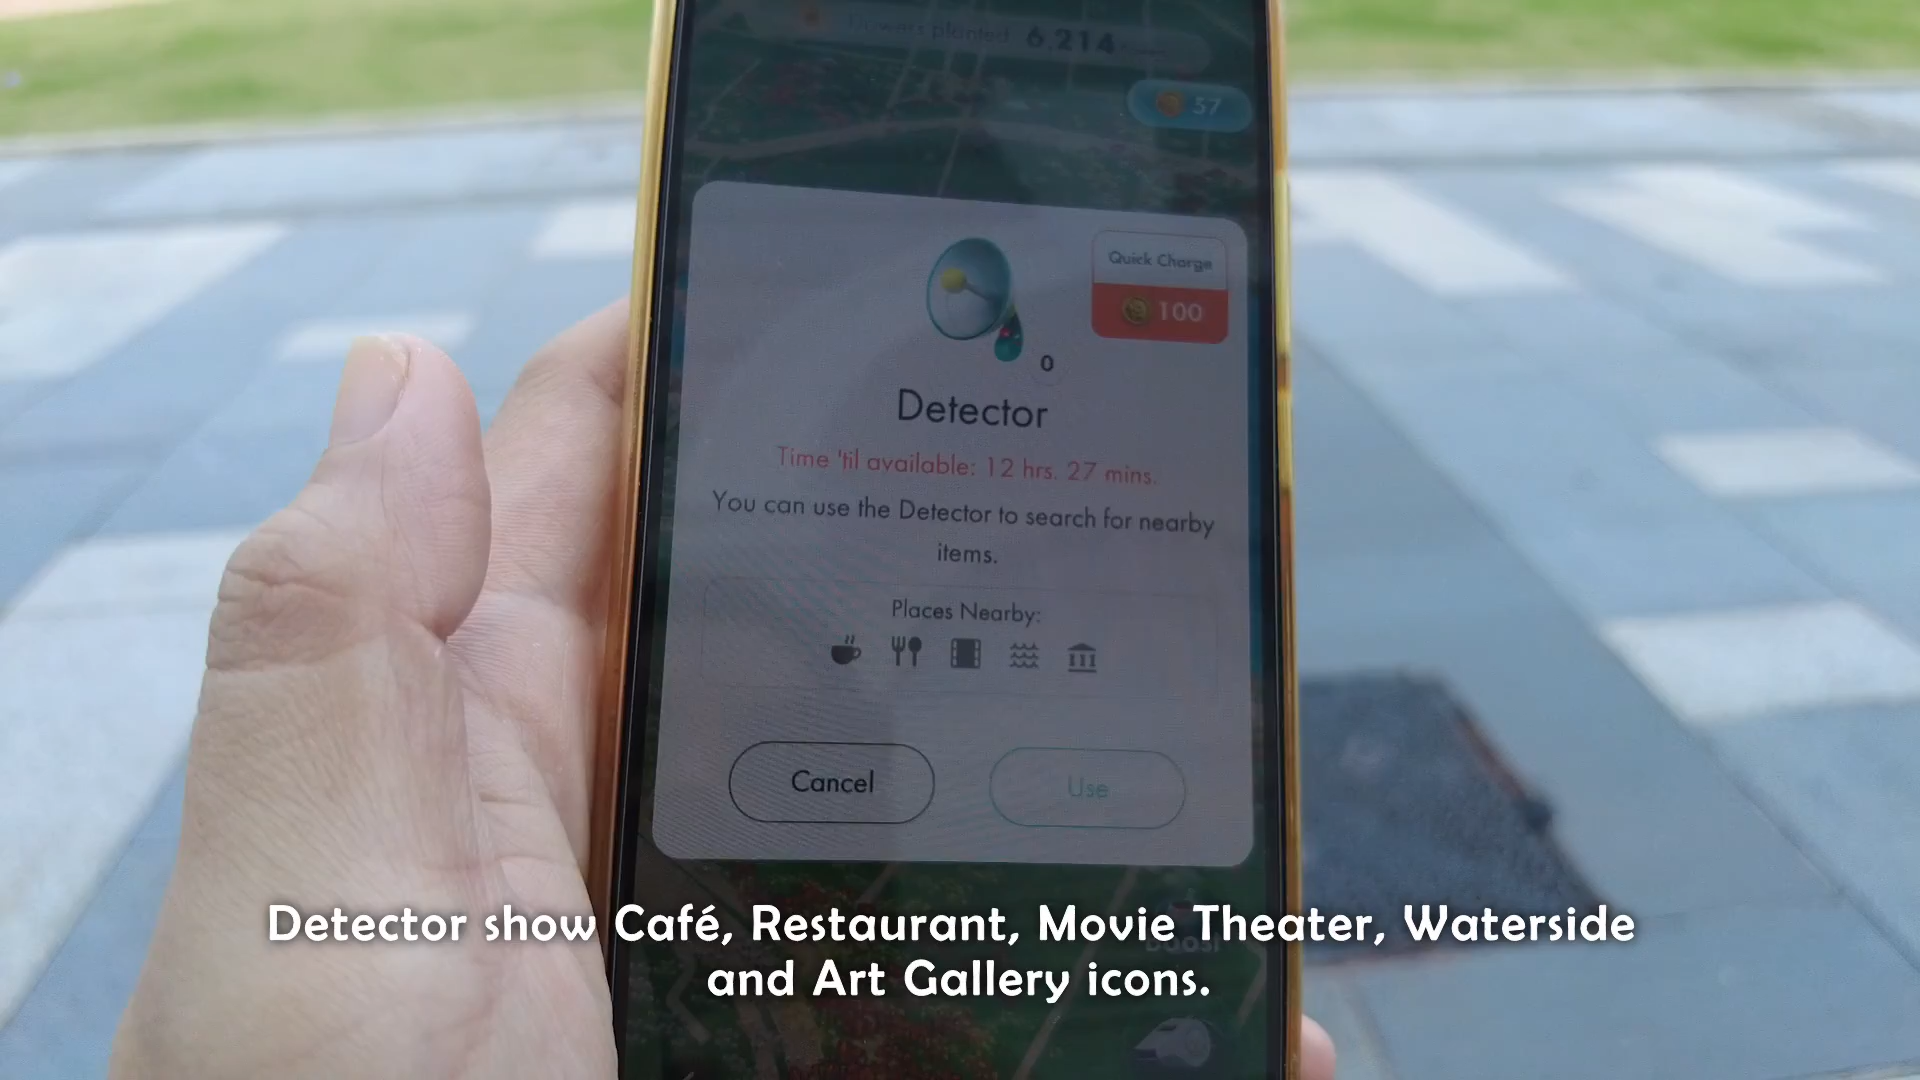 Flowers planted 6,214
57
Quick Charge
100
0
Detector
Time 'til available: 12 hrs. 27 mins.
You can use the Detector to search for nearby
items.
Places Nearby:
Cancel
Use
Detector show Café, Restaurant, Movie Theater, Waterside
and Art Gallery icons.